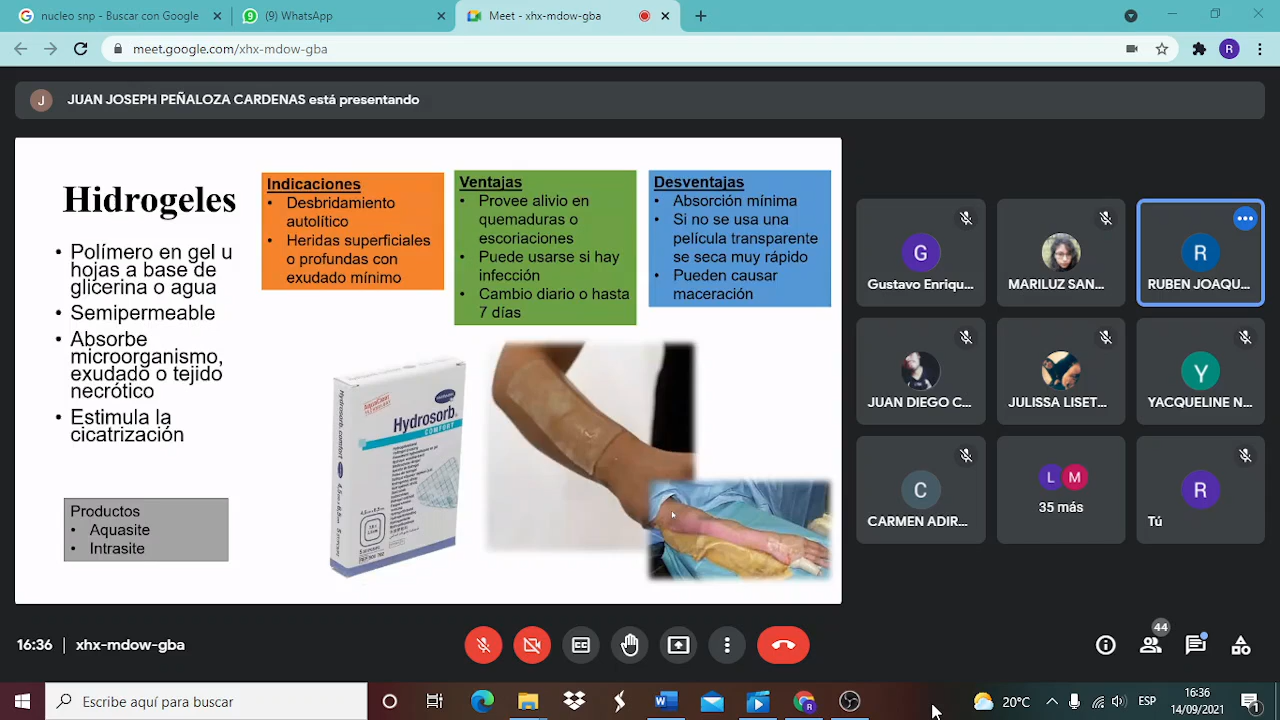 nucleo snp - Buscar con Google
(9) WhatsApp
Meet - xhx-mdow-gba
meet.google.com/xhx-mdow-gba
R
J
JUAN JOSEPH PEÑALOZA CARDENAS está presentando
Hidrogeles
• Polímero en gel u
hojas a base de
glicerina o agua
• Semipermeable
• Absorbe
microorganismo,
exudado o tejido
necrótico
• Estimula la
cicatrización
Productos
• Aquasite
• Intrasite
Indicaciones
• Desbridamiento
autolítico
• Heridas superficiales
o profundas con
exudado mínimo
Ventajas
• Provee alivio en
quemaduras o
escoriaciones
• Puede usarse si hay
infección
• Cambio diario o hasta
7 días
Desventajas
• Absorción mínima
• Si no se usa una
película transparente
se seca muy rápido
• Pueden causar
maceración
Hydrosorb
COMFORT
G
Gustavo Enriqu...
MARILUZ SAN...
R
RUBEN JOAQU...
JUAN DIEGO C...
JULISSA LISET...
Y
YACQUELINE N...
C
CARMEN ADIR...
L M
35 más
R
Tú
16:36 | xhx-mdow-gba
44
Escribe aquí para buscar
20°C
ESP
16:36
14/09/2021
1